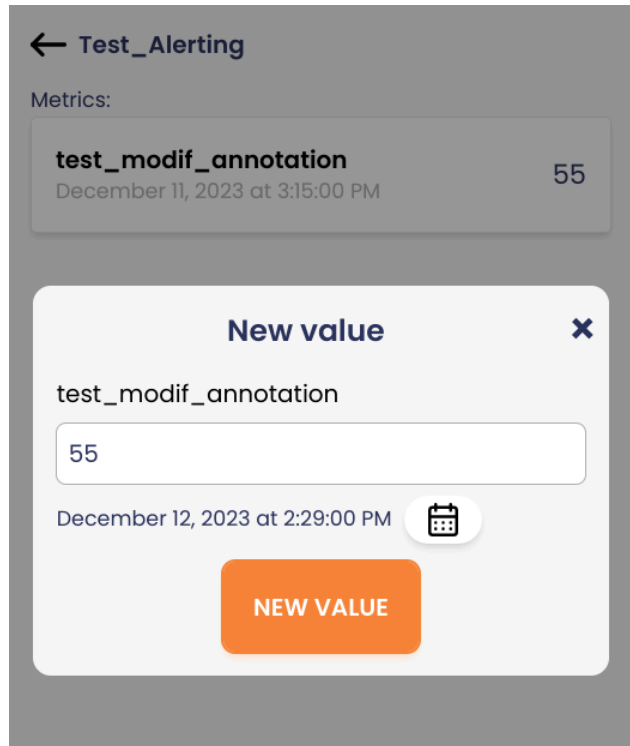 Test_Alerting
Metrics:
test_modif_annotation
55
December 11, 2023 at 3:15:00 PM
New value
test_modif_annotation
55
December 12, 2023 at 2:29:00 PM
NEW VALUE